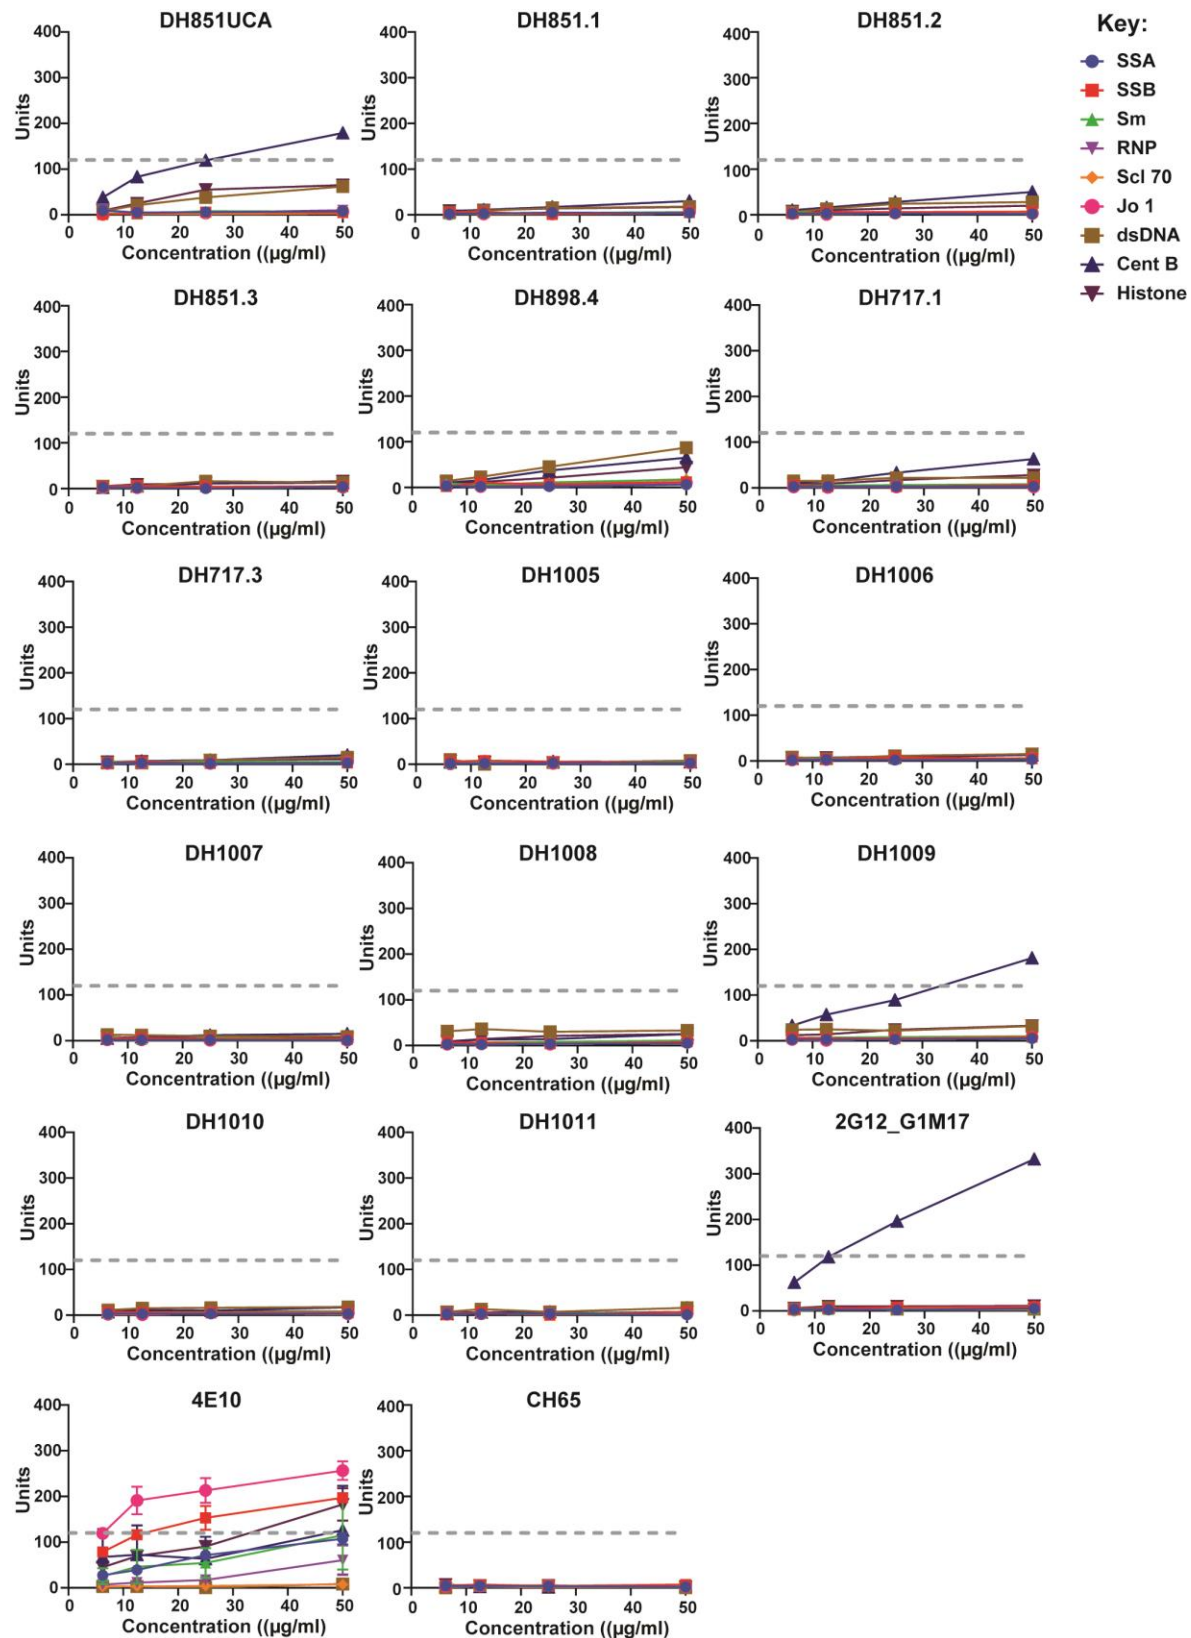 DH851UCA
400
300
200
100
0
Units
0 10 20 30 40 50
Concentration ((μg/ml)
DH851.1
400
300
200
100
0
Units
0 10 20 30 40 50
Concentration ((μg/ml)
DH851.2
400
300
200
100
0
Units
0 10 20 30 40 50
Concentration ((μg/ml)
Key:
SSA
SSB
Sm
RNP
Scl 70
Jo 1
dsDNA
Cent B
Histone
DH851.3
400
300
200
100
0
Units
0 10 20 30 40 50
Concentration ((μg/ml)
DH898.4
400
300
200
100
0
Units
0 10 20 30 40 50
Concentration ((μg/ml)
DH717.1
400
300
200
100
0
Units
0 10 20 30 40 50
Concentration ((μg/ml)
DH717.3
400
300
200
100
0
Units
0 10 20 30 40 50
Concentration ((μg/ml)
DH1005
400
300
200
100
0
Units
0 10 20 30 40 50
Concentration ((μg/ml)
DH1006
400
300
200
100
0
Units
0 10 20 30 40 50
Concentration ((μg/ml)
DH1007
400
300
200
100
0
Units
0 10 20 30 40 50
Concentration ((μg/ml)
DH1008
400
300
200
100
0
Units
0 10 20 30 40 50
Concentration ((μg/ml)
DH1009
400
300
200
100
0
Units
0 10 20 30 40 50
Concentration ((μg/ml)
DH1010
400
300
200
100
0
Units
0 10 20 30 40 50
Concentration ((μg/ml)
DH1011
400
300
200
100
0
Units
0 10 20 30 40 50
Concentration ((μg/ml)
2G12_G1M17
400
300
200
100
0
Units
0 10 20 30 40 50
Concentration ((μg/ml)
4E10
400
300
200
100
0
Units
0 10 20 30 40 50
Concentration ((μg/ml)
CH65
400
300
200
100
0
Units
0 10 20 30 40 50
Concentration ((μg/ml)